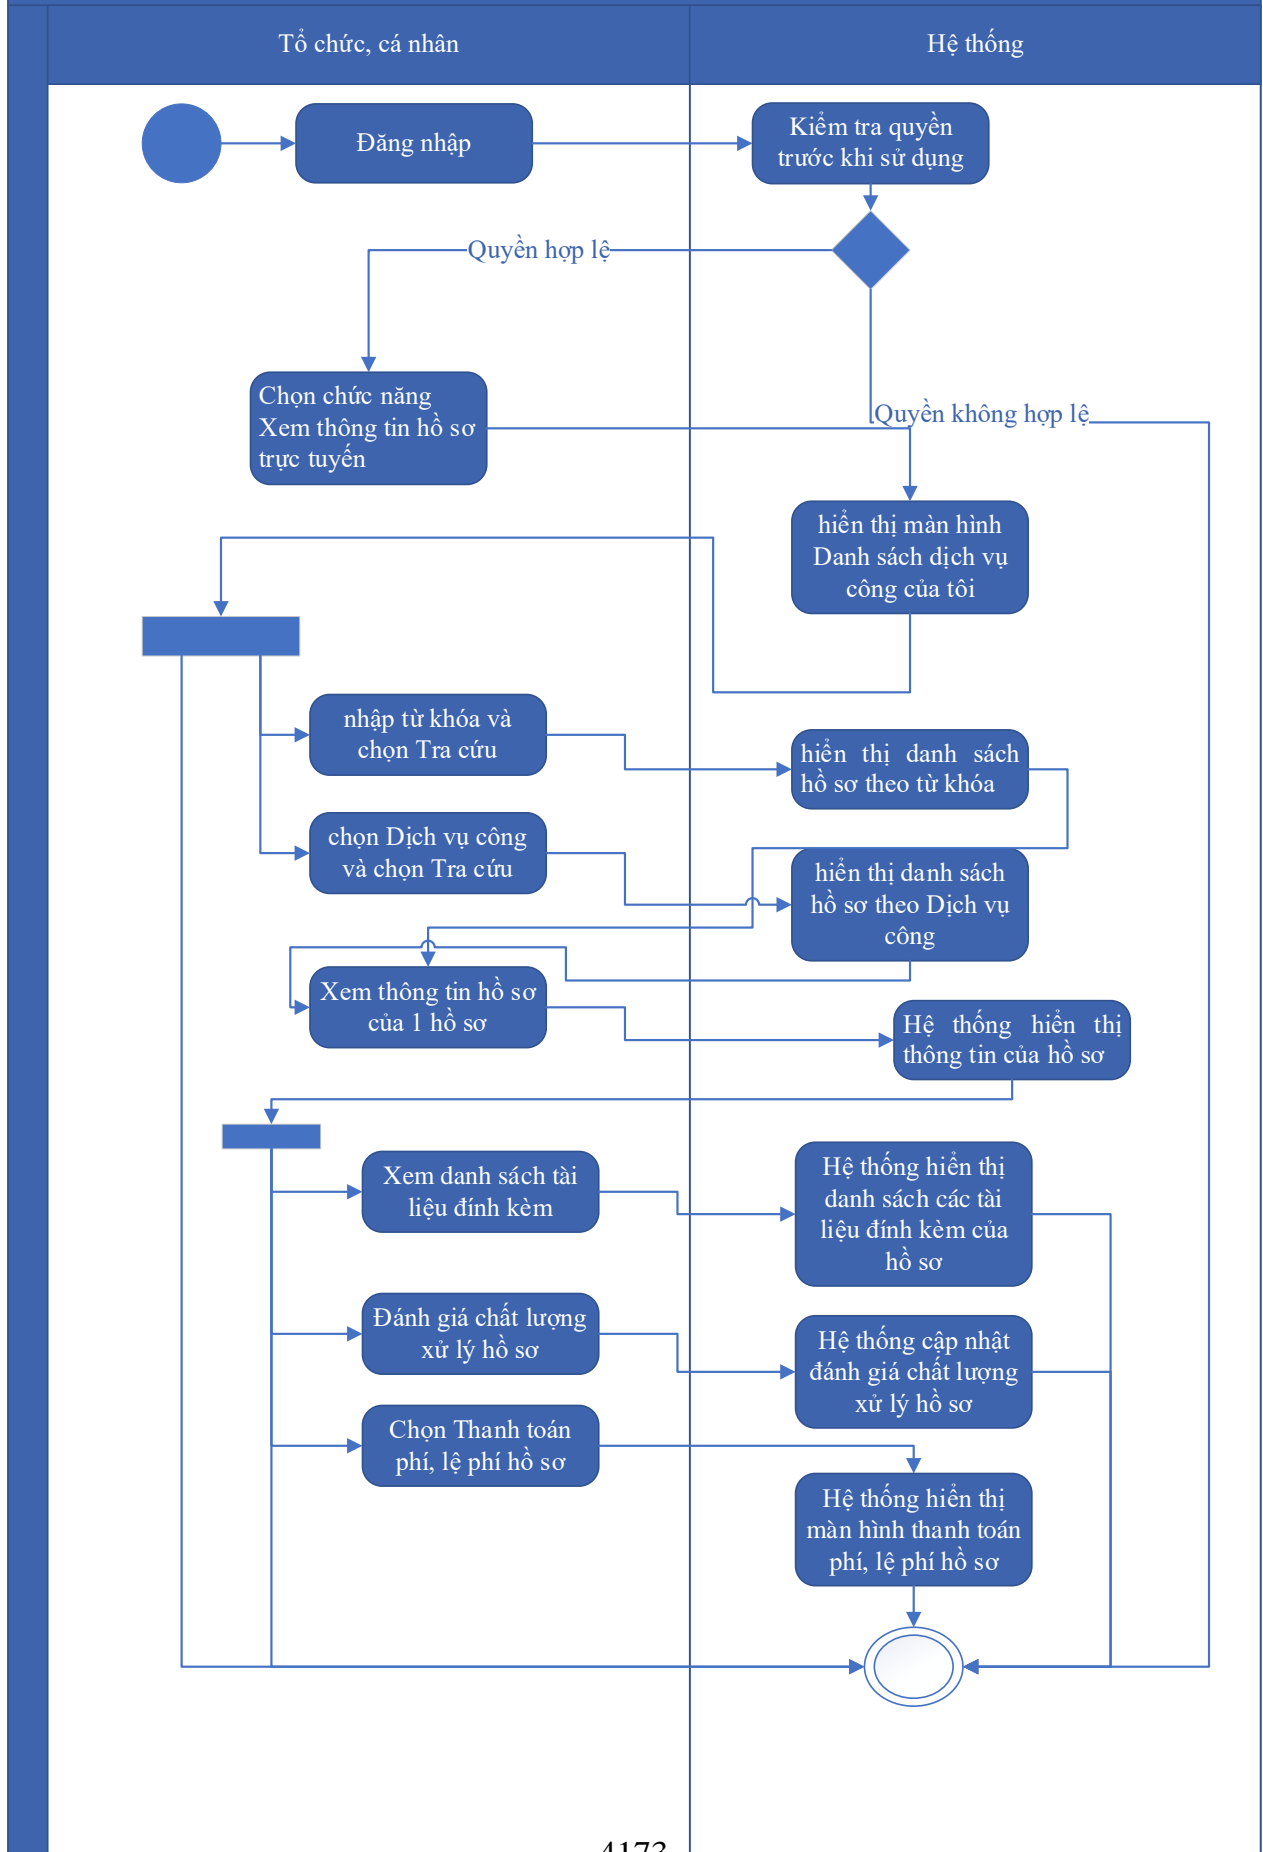 Tổ chức, cá nhân
Hệ thống
Đăng nhập
Kiểm tra quyền
trước khi sử dụng
Quyền hợp lệ
Chọn chức năng
Xem thông tin hồ sơ
trực tuyến
Quyền không hợp lệ
hiển thị màn hình
Danh sách dịch vụ
công của tôi
nhập từ khóa và
chọn Tra cứu
hiển thị danh sách
hồ sơ theo từ khóa
chọn Dịch vụ công
và chọn Tra cứu
hiển thị danh sách
hồ sơ theo Dịch vụ
công
Xem thông tin hồ sơ
của 1 hồ sơ
Hệ thống hiển thị
thông tin của hồ sơ
Xem danh sách tài
liệu đính kèm
Hệ thống hiển thị
danh sách các tài
liệu đính kèm của
hồ sơ
Đánh giá chất lượng
xử lý hồ sơ
Hệ thống cập nhật
đánh giá chất lượng
xử lý hồ sơ
Chọn Thanh toán
phí, lệ phí hồ sơ
Hệ thống hiển thị
màn hình thanh toán
phí, lệ phí hồ sơ
4173